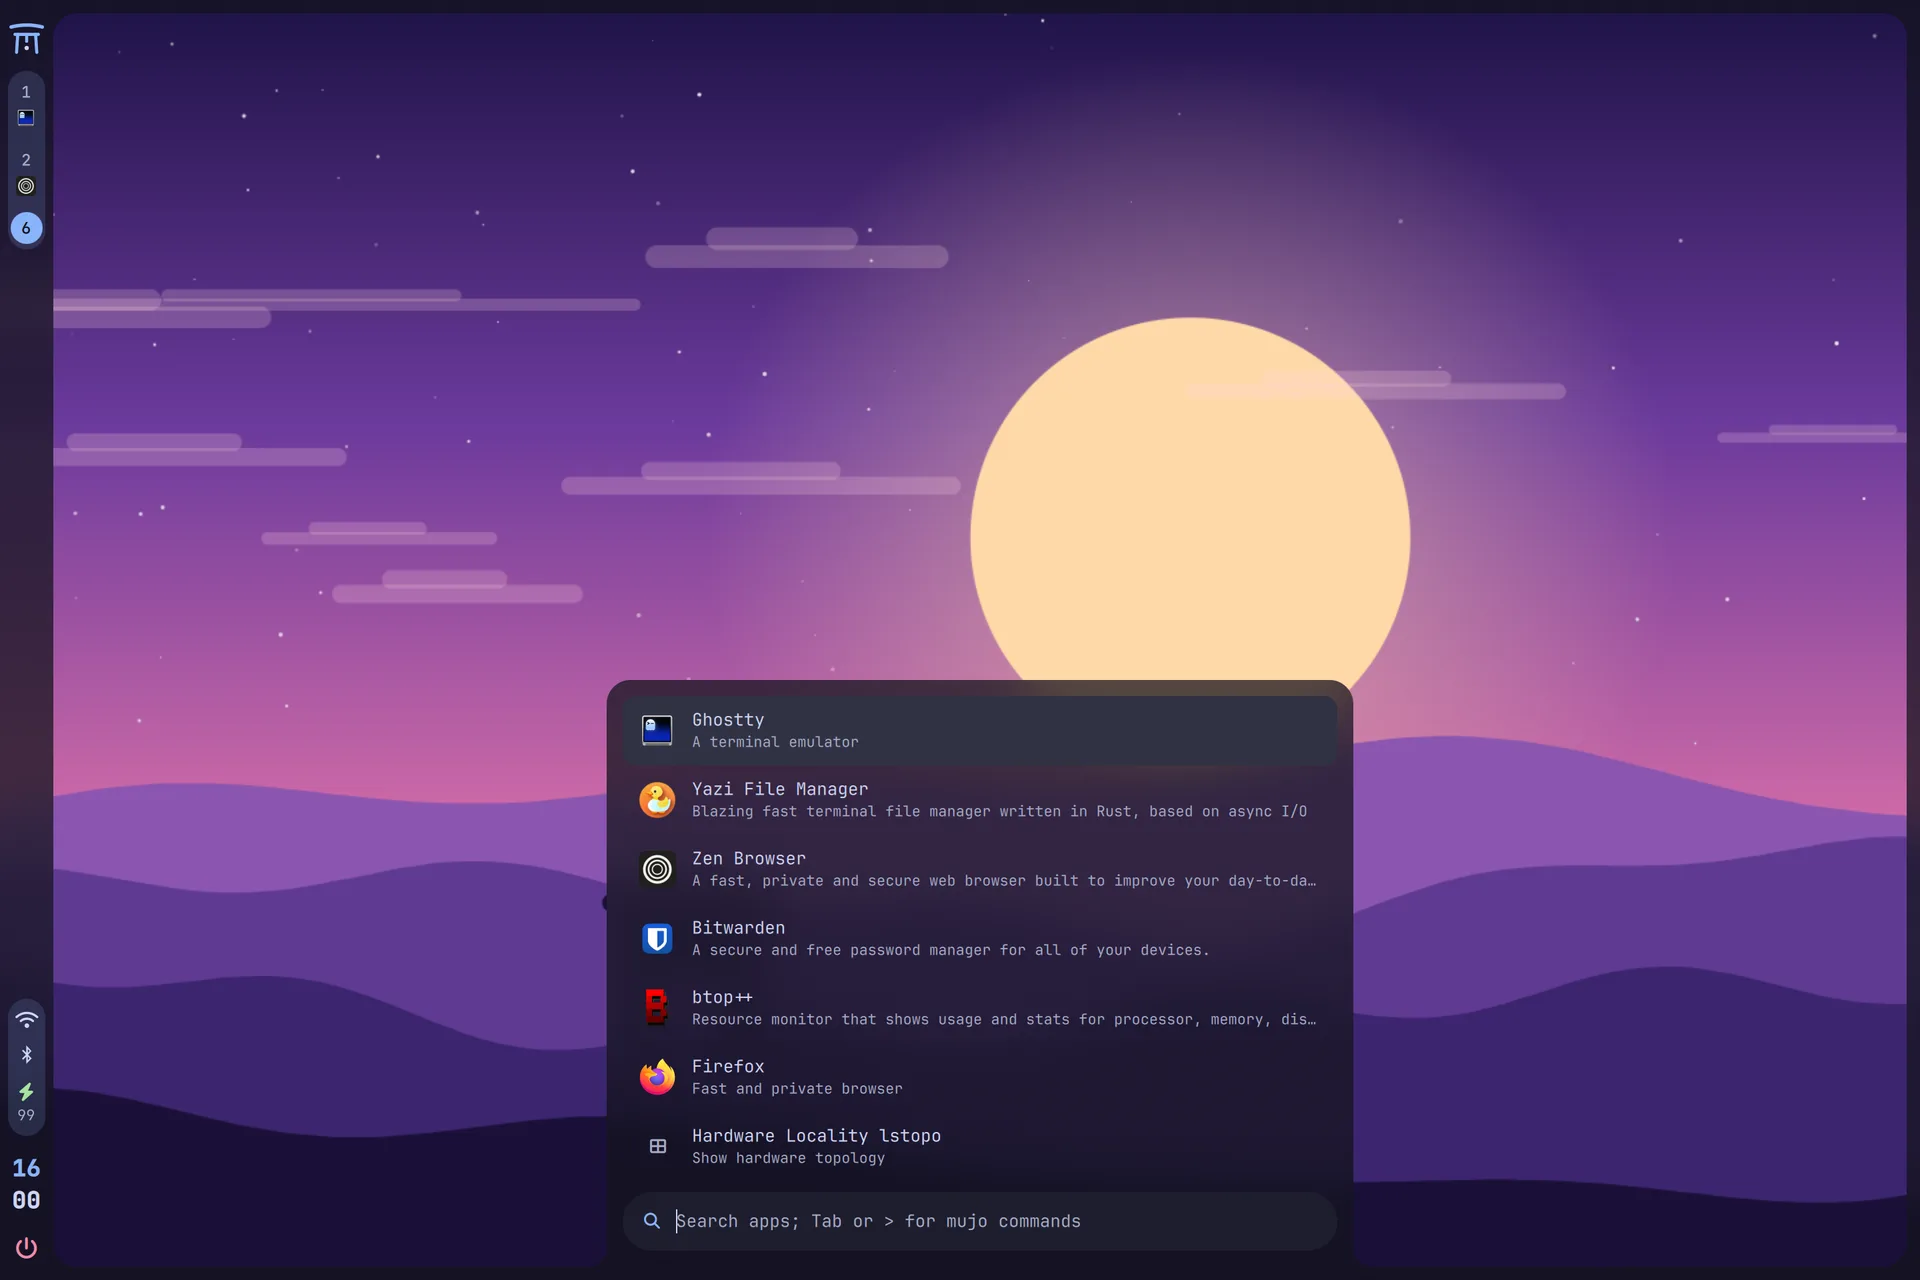 1
2
6
99
16
00
Ghostty
A terminal emulator
Yazi File Manager
Blazing fast terminal file manager written in Rust, based on async I/O
Zen Browser
A fast, private and secure web browser built to improve your day-to-da…
Bitwarden
A secure and free password manager for all of your devices.
btop++
Resource monitor that shows usage and stats for processor, memory, dis…
Firefox
Fast and private browser
Hardware Locality lstopo
Show hardware topology
Search apps; Tab or > for mujo commands